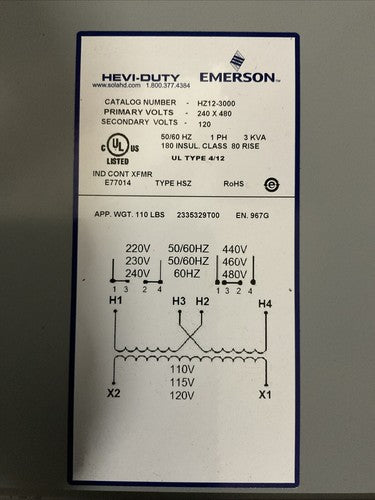 HEVI-DUTY EMERSON™
www.solahd.com 1.800.377.4384
CATALOG NUMBER - HZ12-3000
PRIMARY VOLTS - 240 X 480
SECONDARY VOLTS - 120
50/60 HZ 1 PH 3 KVA
180 INSUL. CLASS 80 RISE
C UL US
LISTED
UL TYPE 4/12
IND CONT XFMR
E77014 TYPE HSZ RoHS e
APP. WGT. 110 LBS 2335329T00 EN. 967G
220V 50/60HZ 440V
230V 50/60HZ 460V
240V 60HZ 480V
1 3 2 4 1 3 2 4
H1 H3 H2 H4
110V
115V
120V
X2 X1